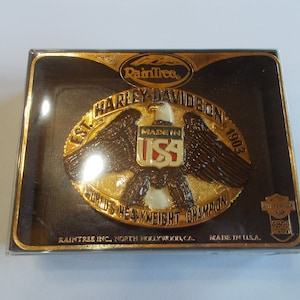 RainTree
EST. HARLEY-DAVIDSON 1903
MADE IN
USA
WORLD'S HEAVYWEIGHT CHAMPION
RAINTREE INC., NORTH HOLLYWOOD, CA. MADE IN U.S.A.